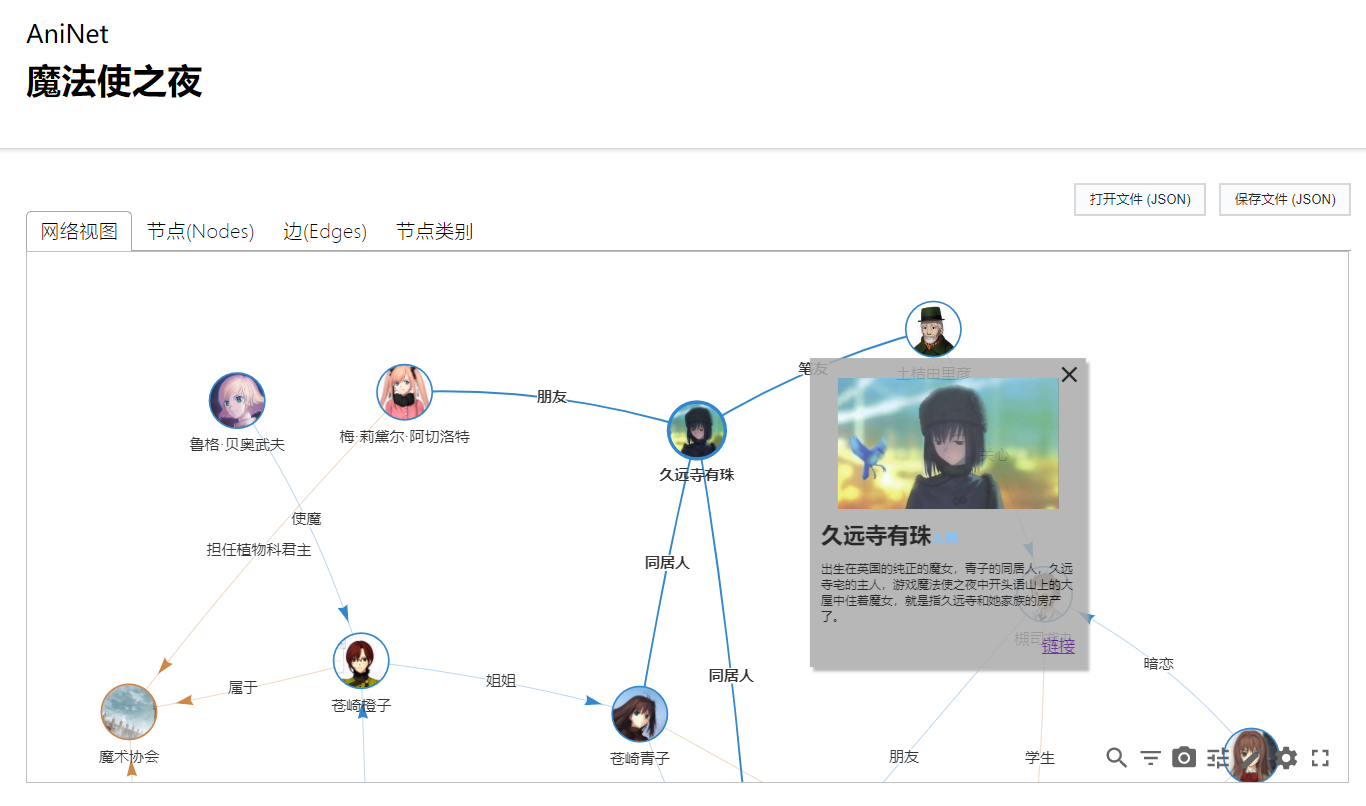 AniNet
魔法使之夜
打开文件 (JSON)
保存文件 (JSON)
网络视图
节点(Nodes)
边(Edges)
节点类别
笔友
土桔由里彦
朋友
鲁格·贝奥武夫
梅·莉黛尔·阿切洛特
久远寺有珠
关心
使魔
担任植物科君主
同居人
久远寺有珠
出生在英国的纯正的魔女，青子的同居人，久远
寺宅的主人，游戏魔法使之夜中开头语山上的大
屋中住着魔女，就是指久远寺和她家族的房产
了。
链接
暗恋
同居人
姐姐
属于
苍崎橙子
魔术协会
苍崎青子
朋友
学生